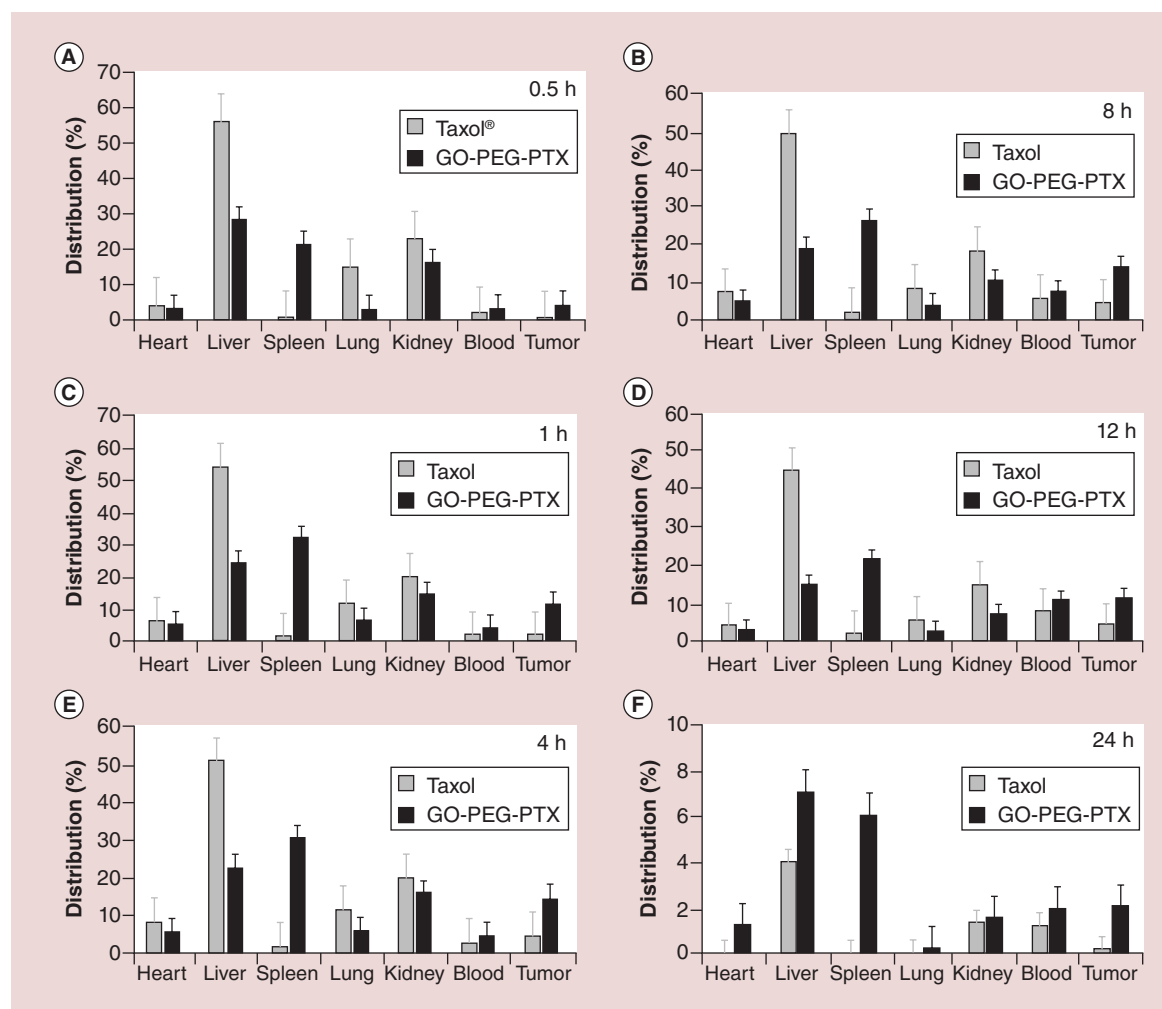 A
0.5 h
Distribution (%)
70
60
50
40
30
20
10
0
Taxol®
GO-PEG-PTX
Heart Liver Spleen Lung Kidney Blood Tumor
B
8 h
Distribution (%)
60
50
40
30
20
10
0
Taxol
GO-PEG-PTX
Heart Liver Spleen Lung Kidney Blood Tumor
C
1 h
Distribution (%)
70
60
50
40
30
20
10
0
Taxol
GO-PEG-PTX
Heart Liver Spleen Lung Kidney Blood Tumor
D
12 h
Distribution (%)
60
50
40
30
20
10
0
Taxol
GO-PEG-PTX
Heart Liver Spleen Lung Kidney Blood Tumor
E
4 h
Distribution (%)
60
50
40
30
20
10
0
Taxol
GO-PEG-PTX
Heart Liver Spleen Lung Kidney Blood Tumor
F
24 h
Distribution (%)
10
8
6
4
2
0
Taxol
GO-PEG-PTX
Heart Liver Spleen Lung Kidney Blood Tumor